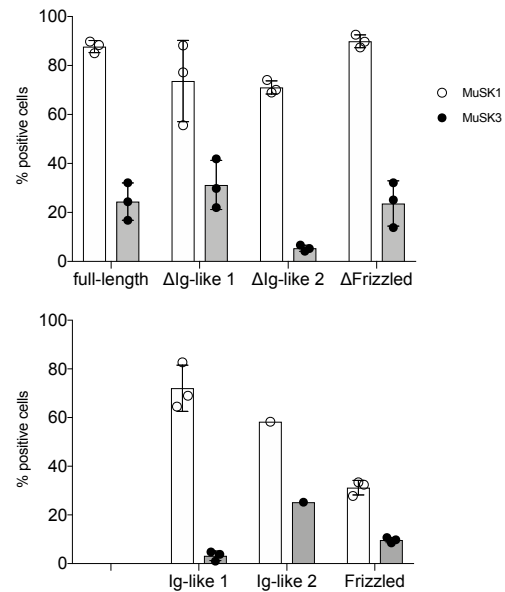 100
80
60
40
20
0
% positive cells
full-length ΔIg-like 1 ΔIg-like 2 ΔFrizzled
MuSK1
MuSK3
100
80
60
40
20
0
% positive cells
Ig-like 1 Ig-like 2 Frizzled